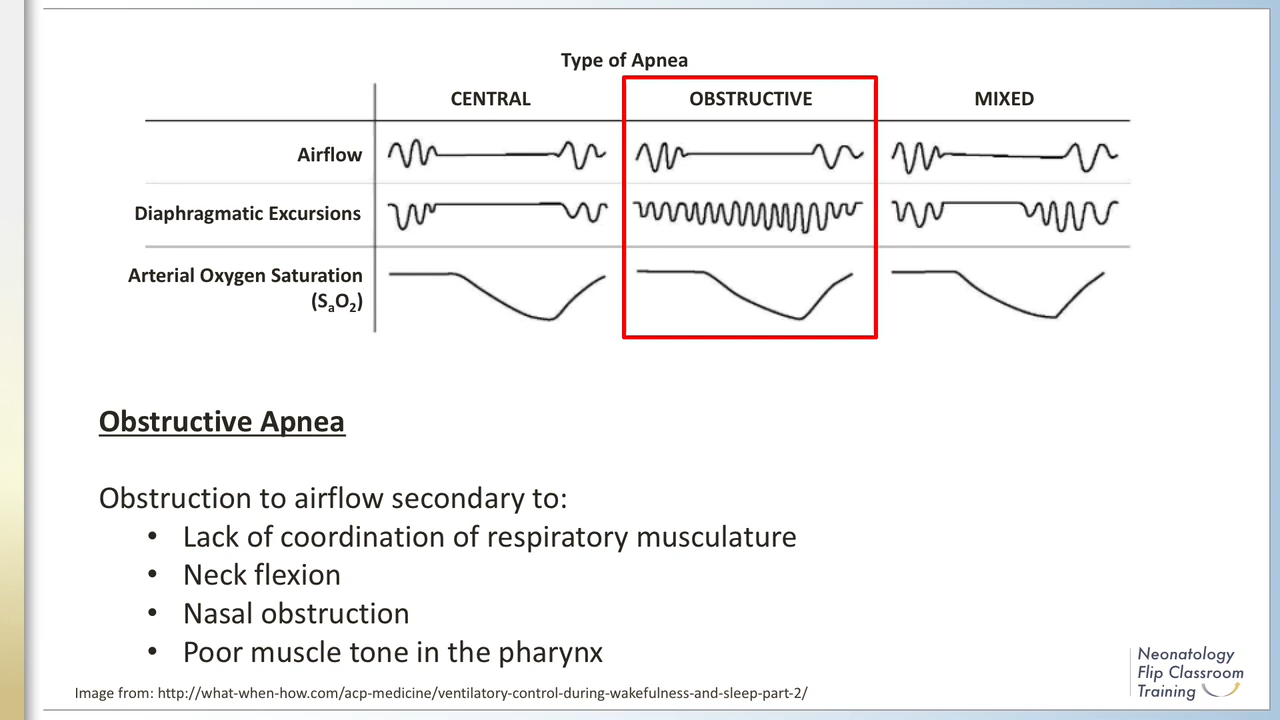 Type of Apnea
CENTRAL OBSTRUCTIVE MIXED
Airflow
Diaphragmatic Excursions
Arterial Oxygen Saturation
(SaO2)
Obstructive Apnea
Obstruction to airflow secondary to:
• Lack of coordination of respiratory musculature
• Neck flexion
• Nasal obstruction
• Poor muscle tone in the pharynx
Image from: http://what-when-how.com/acp-medicine/ventilatory-control-during-wakefulness-and-sleep-part-2/
Neonatology
Flip Classroom
Training